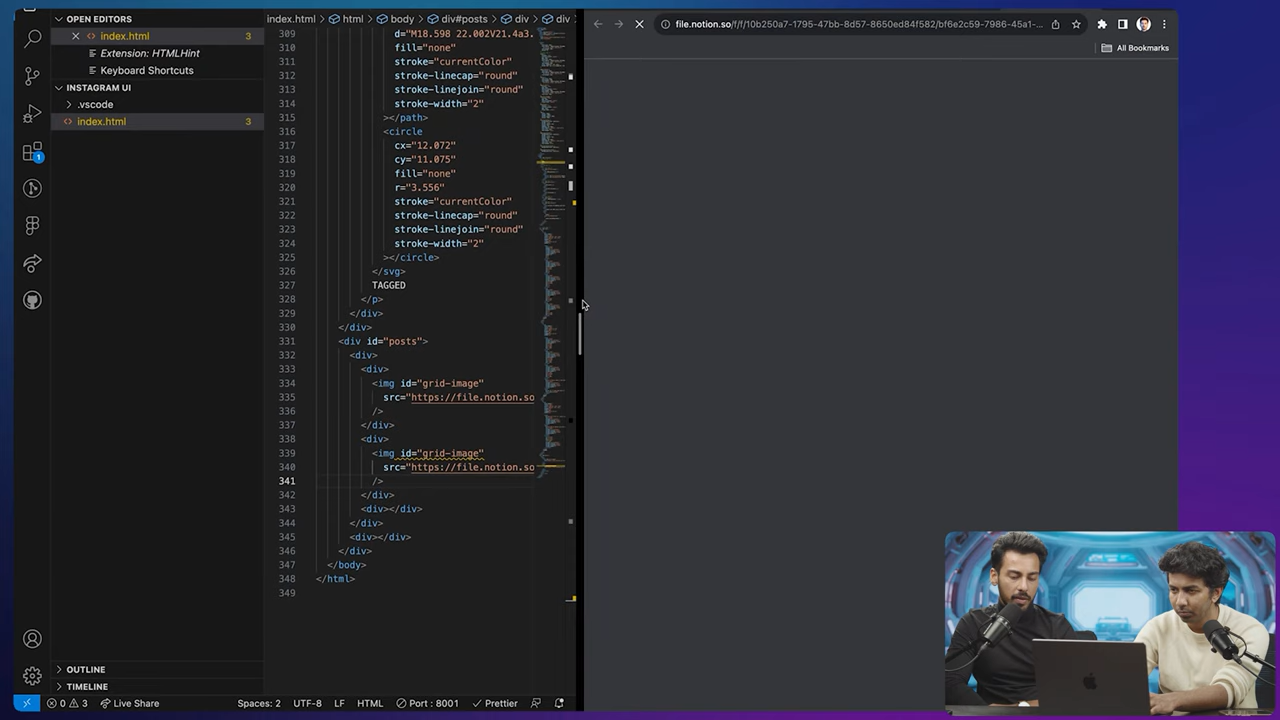 OPEN EDITORS
index.html 3
Extension: HTMLHint
Keyboard Shortcuts
INSTAGRAM UI
.vscode
index.html 3
1
OUTLINE
TIMELINE
index.html > html > body > div#posts > div > div
309 d="M18.598 22.002V21.4a3.
310 fill="none"
311 stroke="currentColor"
312 stroke-linecap="round"
313 stroke-linejoin="round"
314 stroke-width="2"
315 ></path>
316 <circle
317 cx="12.072"
318 cy="11.075"
319 fill="none"
320 r="3.556"
321 stroke="currentColor"
322 stroke-linecap="round"
323 stroke-linejoin="round"
324 stroke-width="2"
325 ></circle>
326 </svg>
327 TAGGED
328 </p>
329 </div>
330 </div>
331 <div id="posts">
332 <div>
333 <div>
334 <img id="grid-image"
335 src="https://file.notion.so
336 />
337 </div>
338 <div>
339 <img id="grid-image"
340 src="https://file.notion.so
341 />
342 </div>
343 <div></div>
344 </div>
345 <div></div>
346 </div>
347 </body>
348 </html>
349
0 3 Live Share Spaces: 2 UTF-8 LF HTML Port : 8001 Prettier
file.notion.so/f/f/10b250a7-1795-47bb-8d57-8650ed84f582/bf6e2c39-7986-45a1-...
All Bookmarks